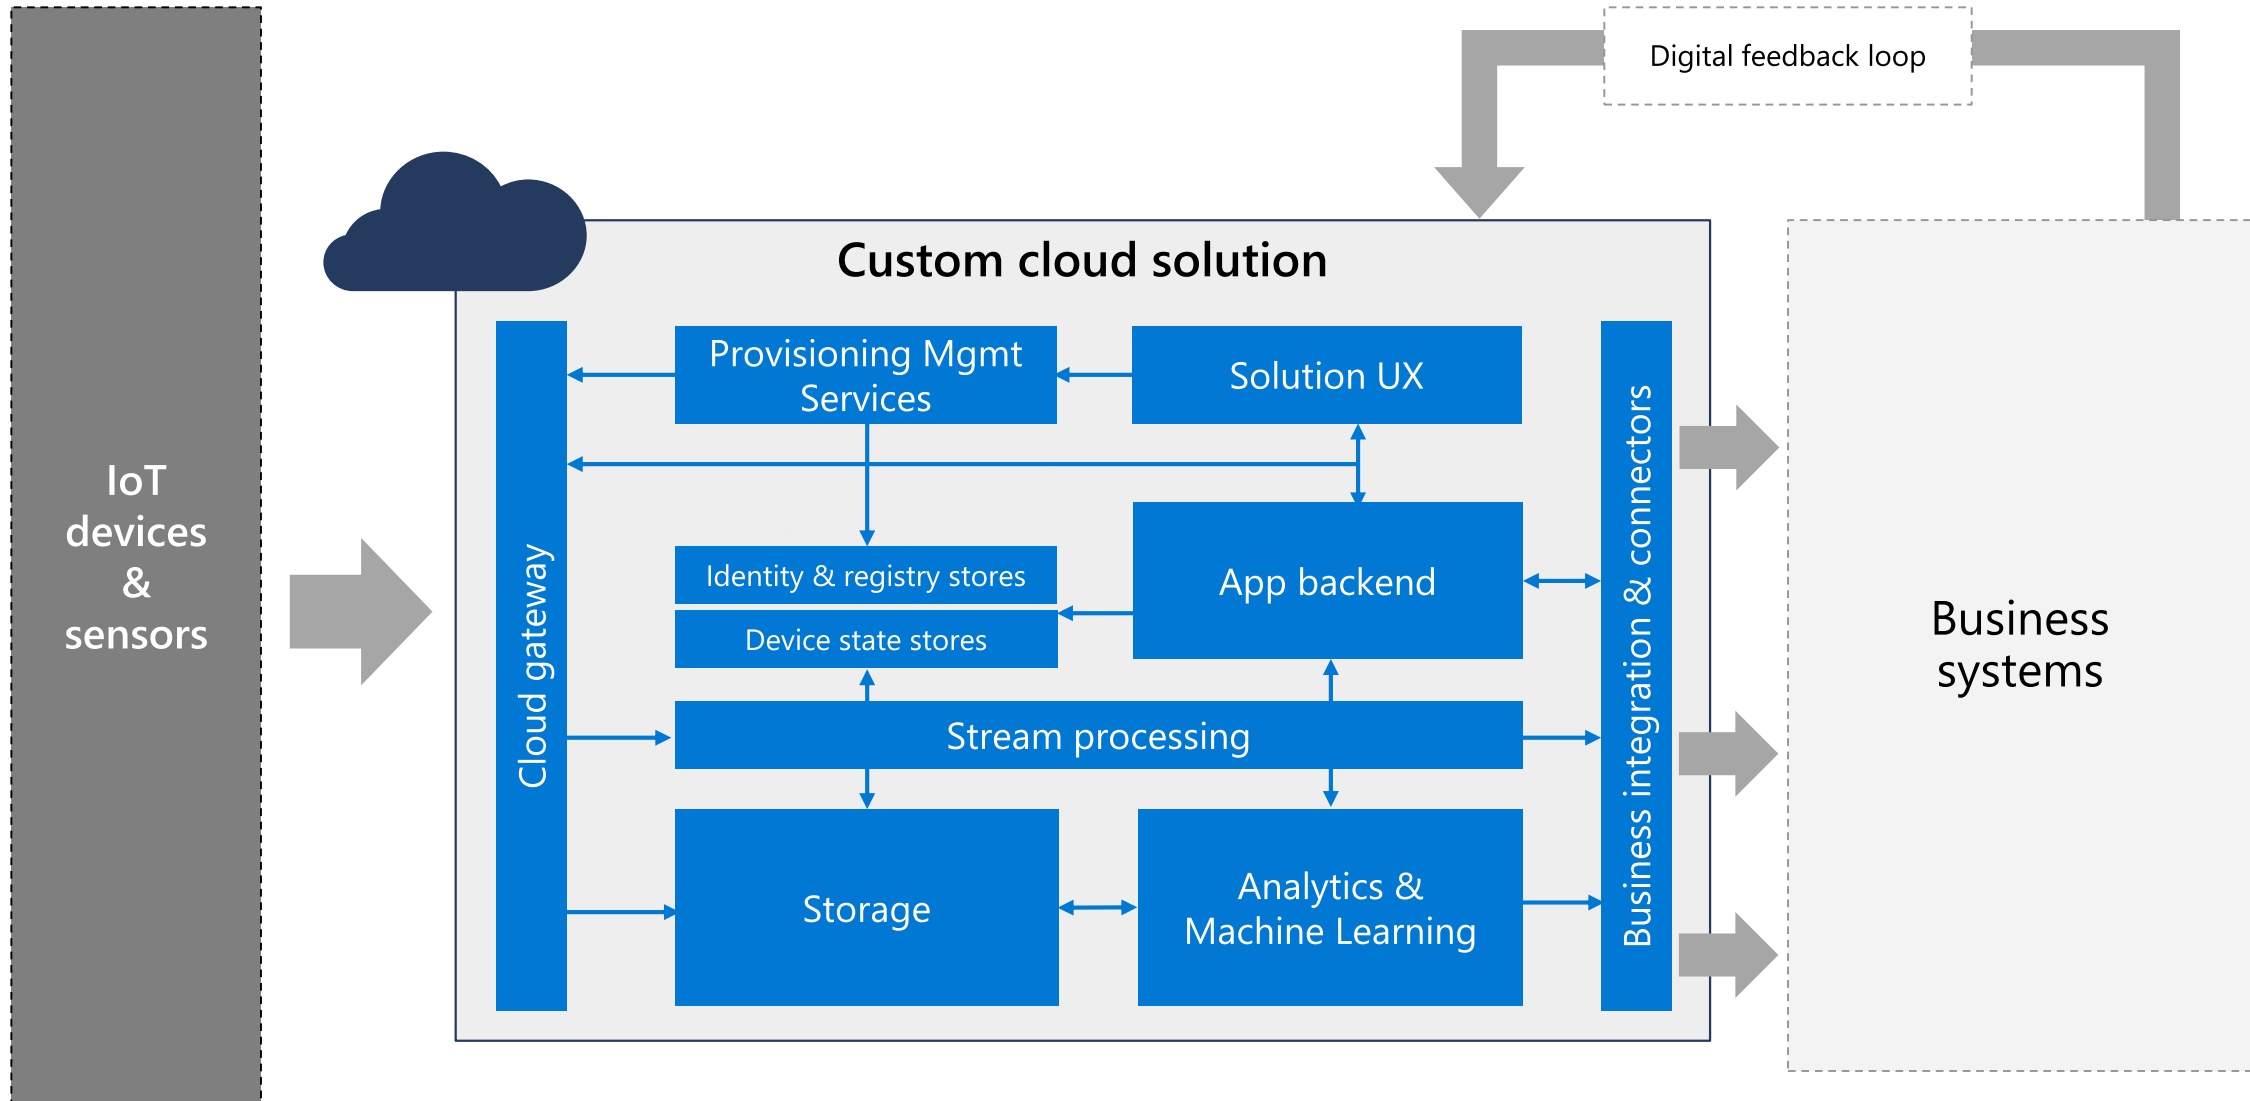 Digital feedback loop
Custom cloud solution
IoT
devices
&
sensors
Cloud gateway
Provisioning Mgmt
Services
Solution UX
Identity & registry stores
Device state stores
App backend
Stream processing
Storage
Analytics &
Machine Learning
Business integration & connectors
Business
systems